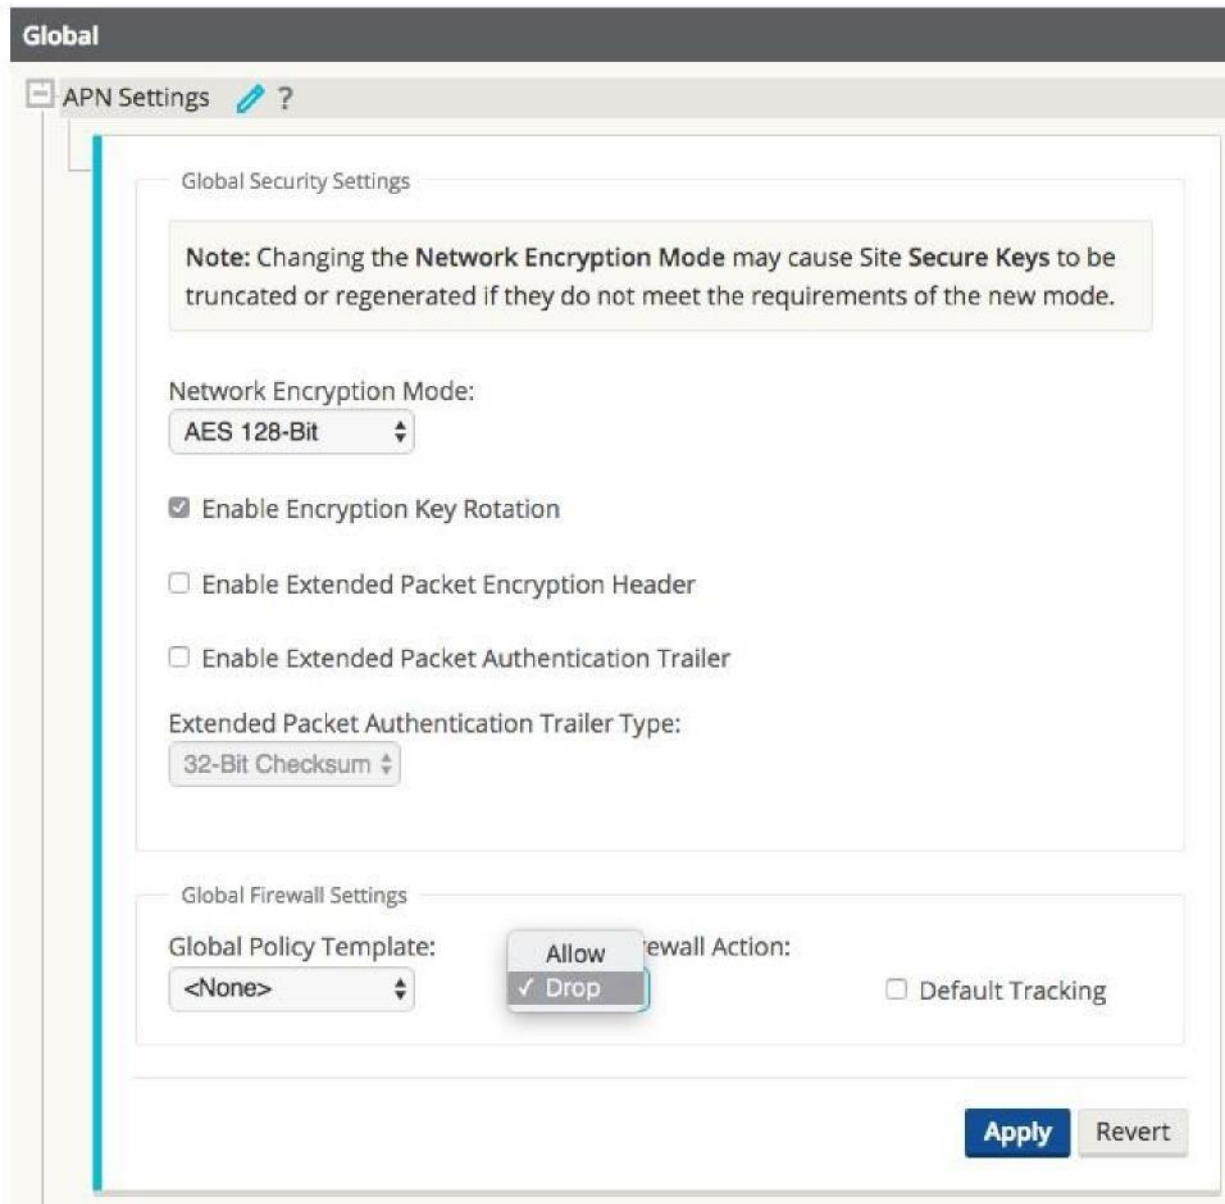 Global
APN Settings ?
Global Security Settings
Note: Changing the Network Encryption Mode may cause Site Secure Keys to be
truncated or regenerated if they do not meet the requirements of the new mode.
Network Encryption Mode:
AES 128-Bit
Enable Encryption Key Rotation
Enable Extended Packet Encryption Header
Enable Extended Packet Authentication Trailer
Extended Packet Authentication Trailer Type:
32-Bit Checksum
Global Firewall Settings
Global Policy Template: Allow ewall Action:
<None> ✓ Drop Default Tracking
Apply Revert